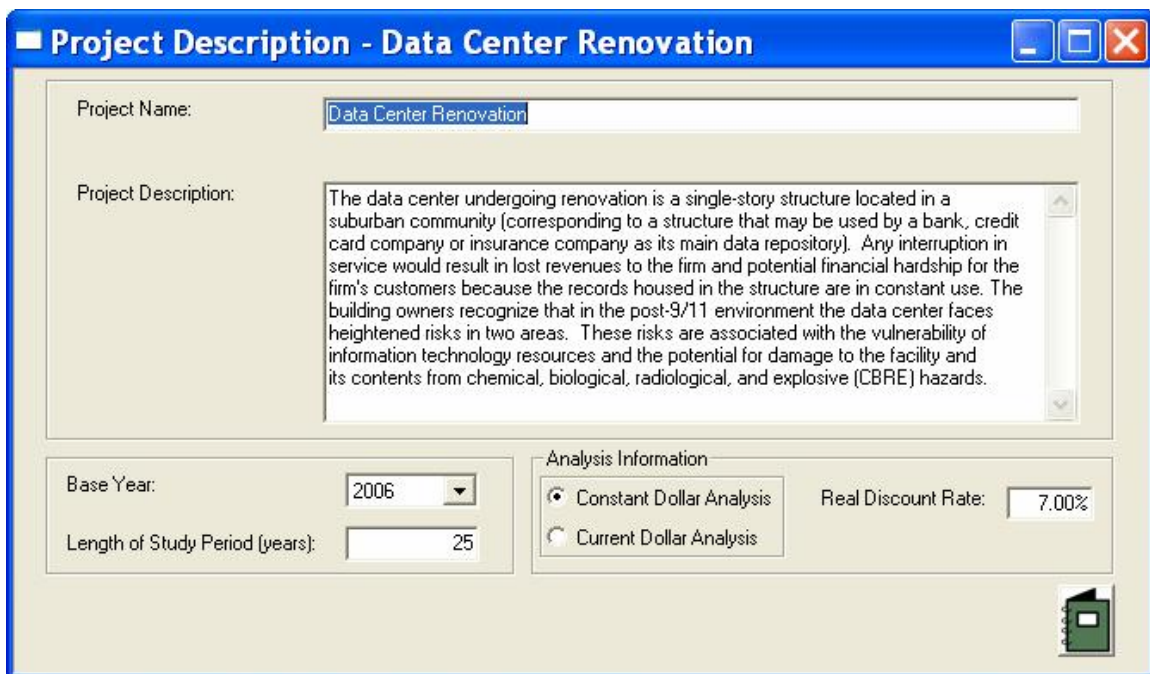 Project Description - Data Center Renovation
Project Name:
Data Center Renovation
Project Description:
The data center undergoing renovation is a single-story structure located in a
suburban community (corresponding to a structure that may be used by a bank, credit
card company or insurance company as its main data repository).  Any interruption in
service would result in lost revenues to the firm and potential financial hardship for the
firm's customers because the records housed in the structure are in constant use. The
building owners recognize that in the post-9/11 environment the data center faces
heightened risks in two areas.  These risks are associated with the vulnerability of
information technology resources and the potential for damage to the facility and
its contents from chemical, biological, radiological, and explosive (CBRE) hazards.
Base Year:
2006
Length of Study Period (years):
25
Analysis Information
Constant Dollar Analysis
Current Dollar Analysis
Real Discount Rate:
7.00%